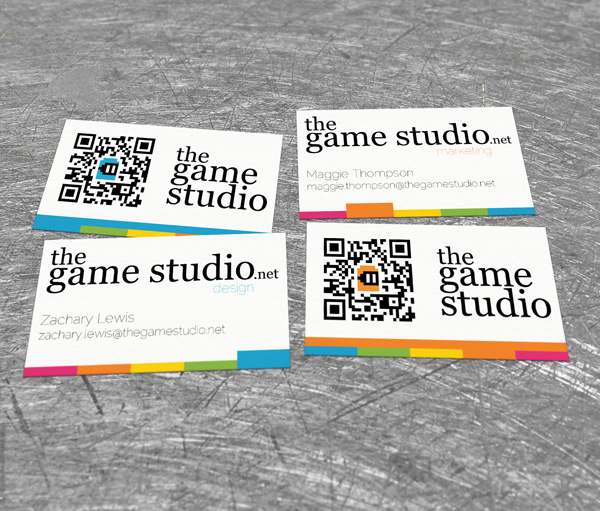 the
game
studio
the
game studio.net
marketing
Maggie Thompson
maggie.thompson@thegamestudio.net
the
game studio.net
design
Zachary Lewis
zachary.lewis@thegamestudio.net
the
game
studio